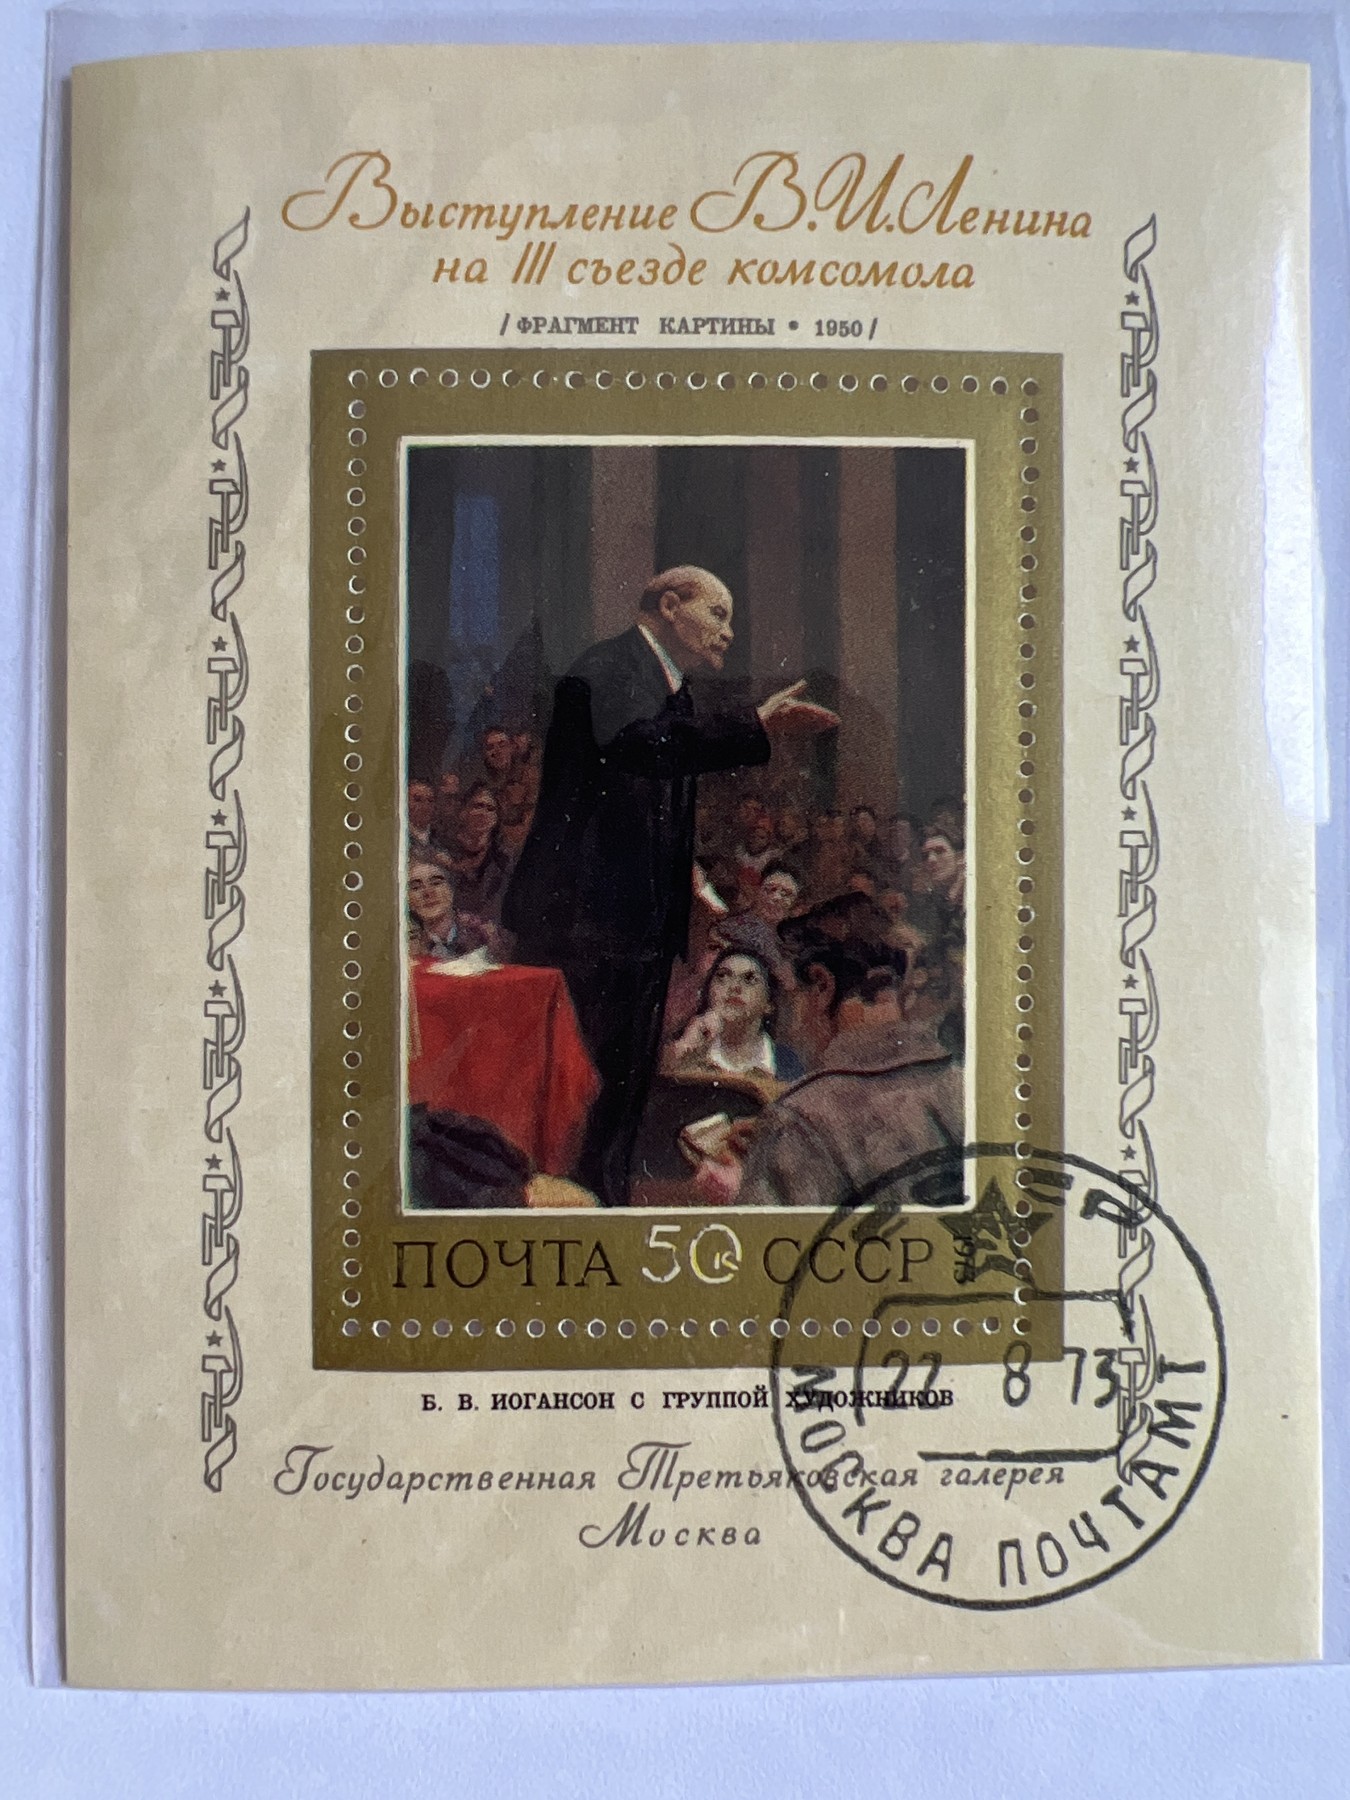 Выступление В.И.Ленина
на III съезде комсомола
/ФРАГМЕНТ КАРТИНЫ • 1950/
ПОЧТА 50К СССР
1973
Б. В. ИОГАНСОН С ГРУППОЙ ХУДОЖНИКОВ
Государственная Третьяковская галерея
Москва
8 73
МОСКВА ПОЧТАМТ